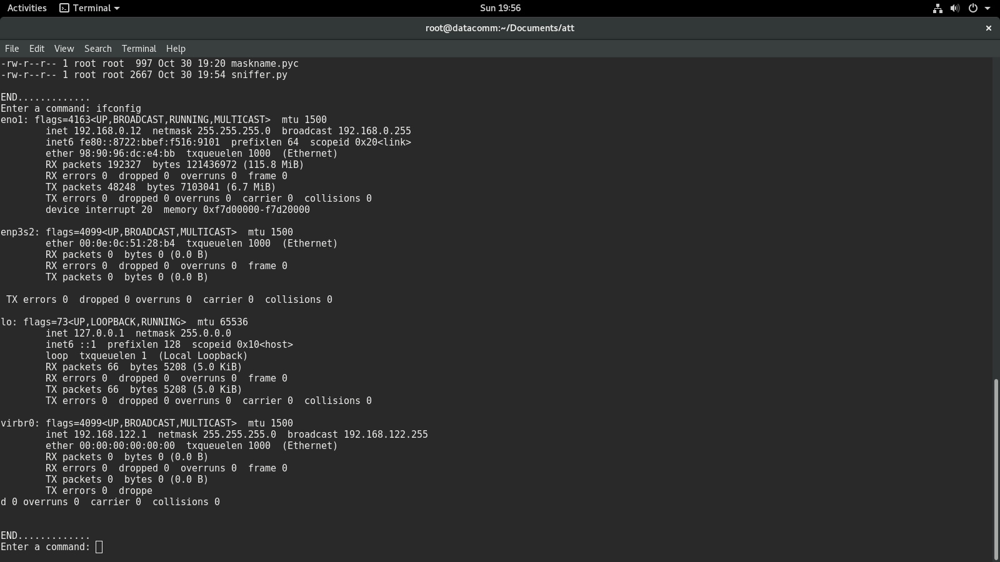 Activities Terminal Sun 19:56
root@datacomm:~/Documents/att ×
File Edit View Search Terminal Help
-rw-r--r-- 1 root root  997 Oct 30 19:20 maskname.pyc
-rw-r--r-- 1 root root 2667 Oct 30 19:54 sniffer.py

END.............
Enter a command: ifconfig
eno1: flags=4163<UP,BROADCAST,RUNNING,MULTICAST>  mtu 1500
        inet 192.168.0.12  netmask 255.255.255.0  broadcast 192.168.0.255
        inet6 fe80::8722:bbef:f516:9101  prefixlen 64  scopeid 0x20<link>
        ether 98:90:96:dc:e4:bb  txqueuelen 1000  (Ethernet)
        RX packets 192327  bytes 121436972 (115.8 MiB)
        RX errors 0  dropped 0  overruns 0  frame 0
        TX packets 48248  bytes 7103041 (6.7 MiB)
        TX errors 0  dropped 0 overruns 0  carrier 0  collisions 0
        device interrupt 20  memory 0xf7d00000-f7d20000

enp3s2: flags=4099<UP,BROADCAST,MULTICAST>  mtu 1500
        ether 00:0e:0c:51:28:b4  txqueuelen 1000  (Ethernet)
        RX packets 0  bytes 0 (0.0 B)
        RX errors 0  dropped 0  overruns 0  frame 0
        TX packets 0  bytes 0 (0.0 B)

 TX errors 0  dropped 0 overruns 0  carrier 0  collisions 0

lo: flags=73<UP,LOOPBACK,RUNNING>  mtu 65536
        inet 127.0.0.1  netmask 255.0.0.0
        inet6 ::1  prefixlen 128  scopeid 0x10<host>
        loop  txqueuelen 1  (Local Loopback)
        RX packets 66  bytes 5208 (5.0 KiB)
        RX errors 0  dropped 0  overruns 0  frame 0
        TX packets 66  bytes 5208 (5.0 KiB)
        TX errors 0  dropped 0 overruns 0  carrier 0  collisions 0

virbr0: flags=4099<UP,BROADCAST,MULTICAST>  mtu 1500
        inet 192.168.122.1  netmask 255.255.255.0  broadcast 192.168.122.255
        ether 00:00:00:00:00:00  txqueuelen 1000  (Ethernet)
        RX packets 0  bytes 0 (0.0 B)
        RX errors 0  dropped 0  overruns 0  frame 0
        TX packets 0  bytes 0 (0.0 B)
        TX errors 0  droppe
d 0 overruns 0  carrier 0  collisions 0


END.............
Enter a command: